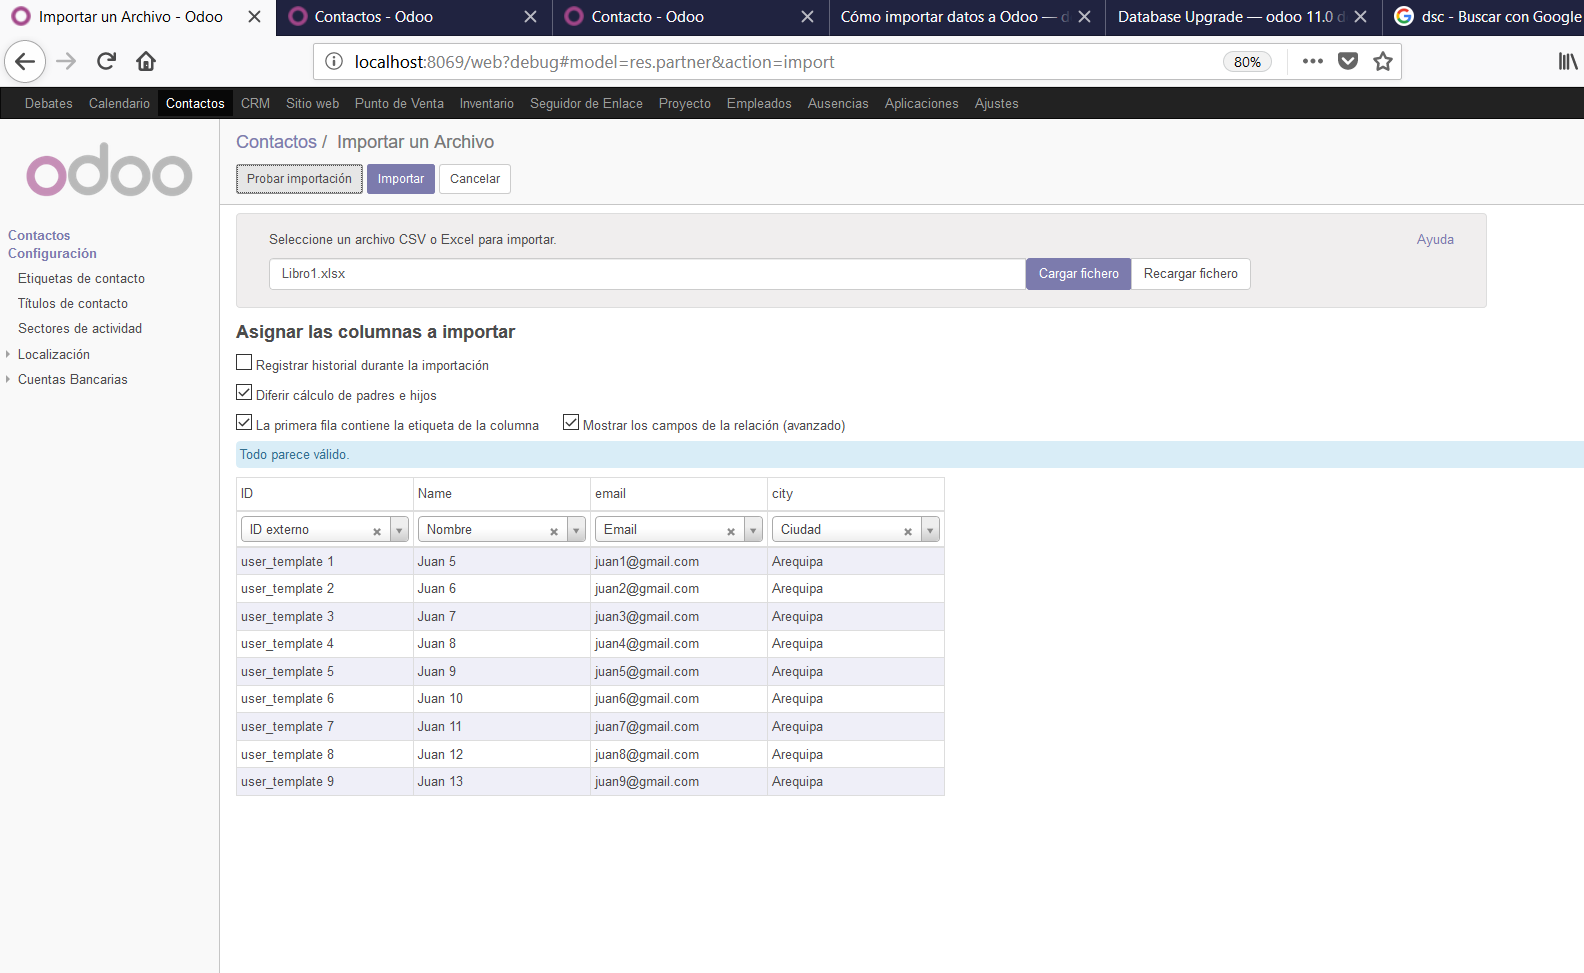 Importar un Archivo - Odoo
Contactos - Odoo
Contacto - Odoo
Cómo importar datos a Odoo — d
Database Upgrade — odoo 11.0 d
dsc - Buscar con Google
localhost:8069/web?debug#model=res.partner&action=import
80%
Debates Calendario Contactos CRM Sitio web Punto de Venta Inventario Seguidor de Enlace Proyecto Empleados Ausencias Aplicaciones Ajustes
odoo
Contactos
Configuración
Etiquetas de contacto
Títulos de contacto
Sectores de actividad
Localización
Cuentas Bancarias
Contactos / Importar un Archivo
Probar importación Importar Cancelar
Seleccione un archivo CSV o Excel para importar. Ayuda
Libro1.xlsx Cargar fichero Recargar fichero
Asignar las columnas a importar
Registrar historial durante la importación
Diferir cálculo de padres e hijos
La primera fila contiene la etiqueta de la columna Mostrar los campos de la relación (avanzado)
Todo parece válido.
ID Name email city
ID externo Nombre Email Ciudad
user_template 1 Juan 5 juan1@gmail.com Arequipa
user_template 2 Juan 6 juan2@gmail.com Arequipa
user_template 3 Juan 7 juan3@gmail.com Arequipa
user_template 4 Juan 8 juan4@gmail.com Arequipa
user_template 5 Juan 9 juan5@gmail.com Arequipa
user_template 6 Juan 10 juan6@gmail.com Arequipa
user_template 7 Juan 11 juan7@gmail.com Arequipa
user_template 8 Juan 12 juan8@gmail.com Arequipa
user_template 9 Juan 13 juan9@gmail.com Arequipa